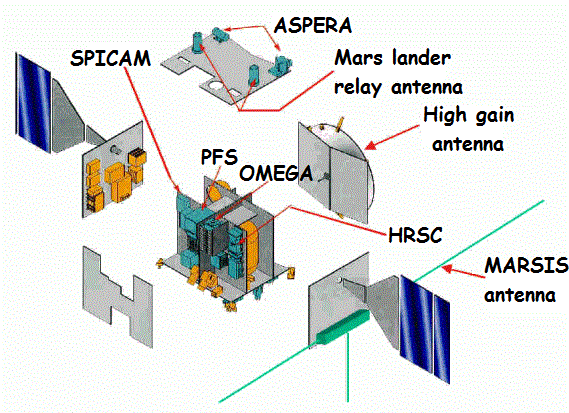 ASPERA
SPICAM
Mars lander
relay antenna
High gain
antenna
PFS
OMEGA
HRSC
MARSIS
antenna